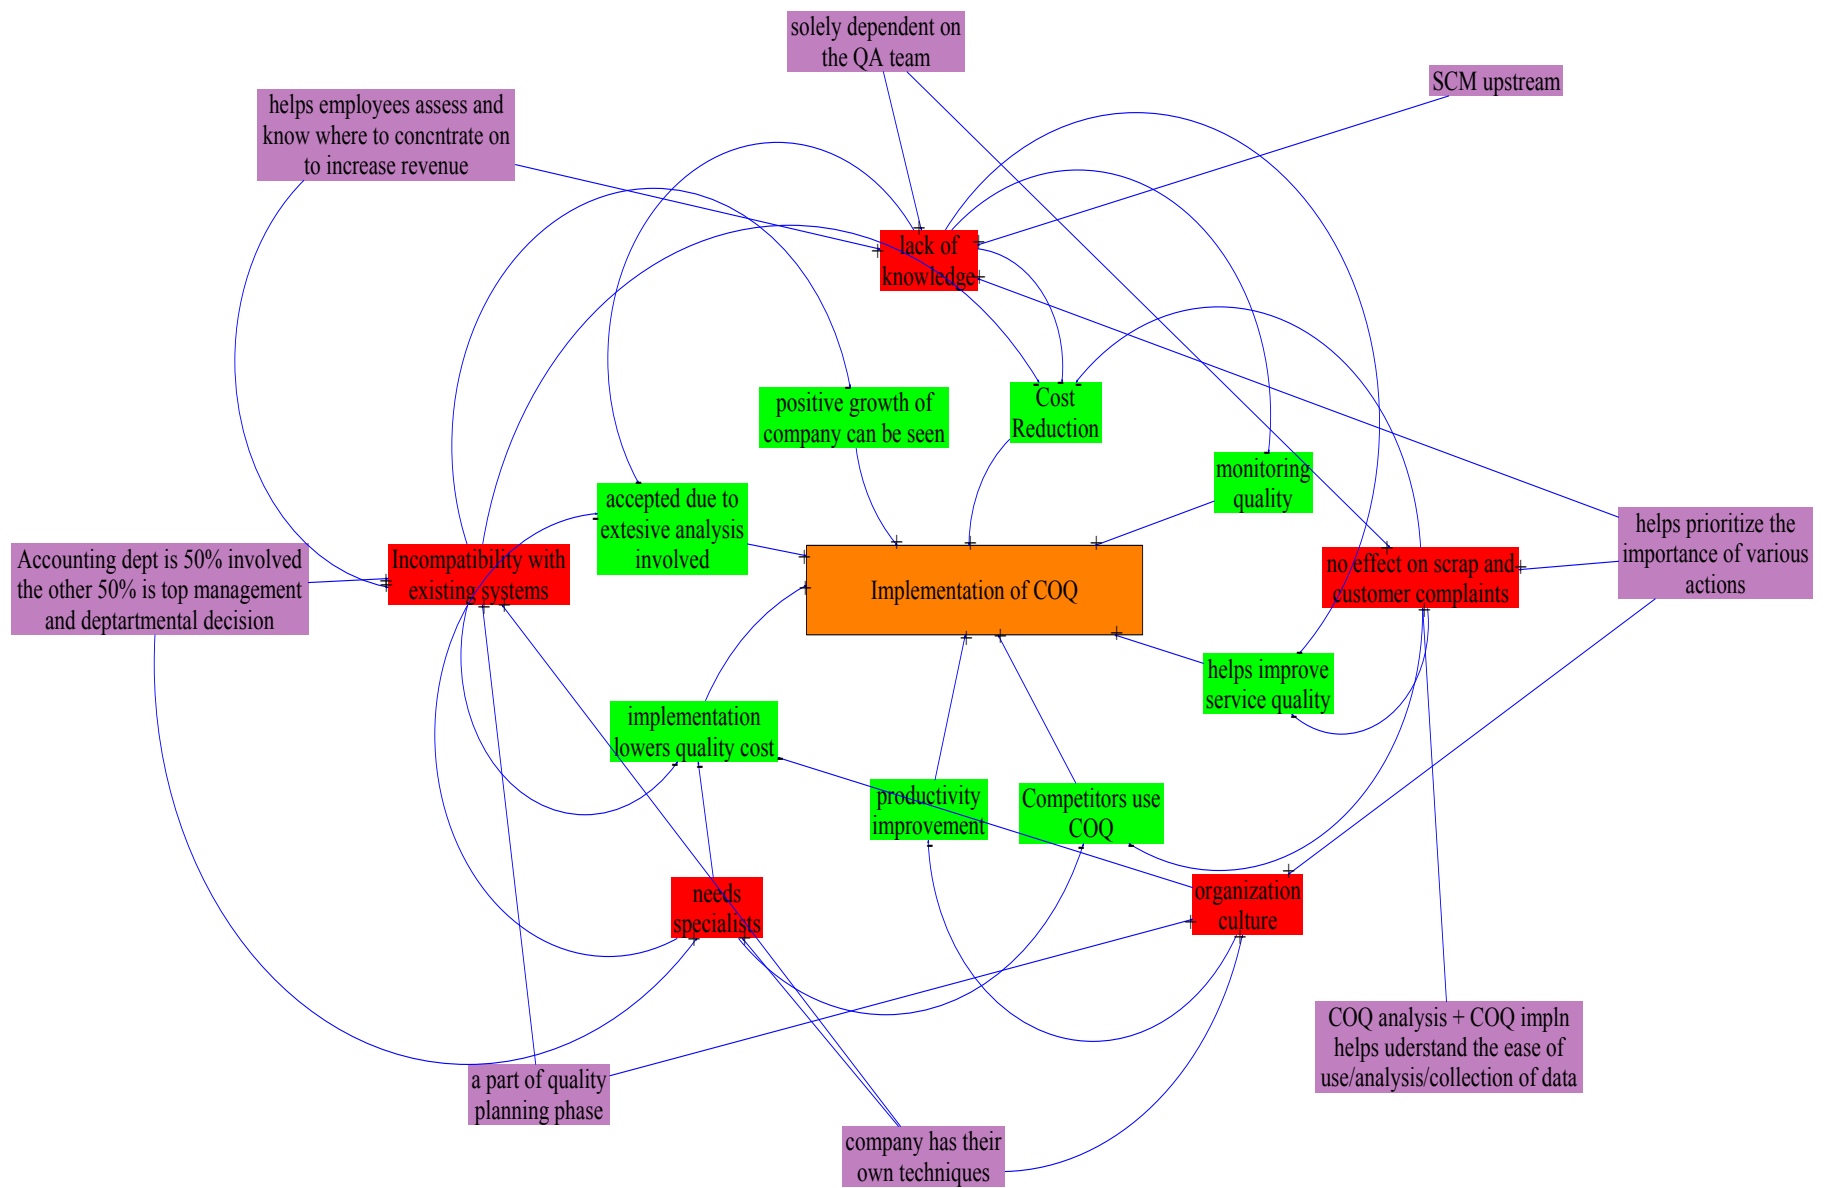 solely dependent on
the QA team
SCM upstream
helps employees assess and
know where to concntrate on
to increase revenue
lack of
knowledge
positive growth of
company can be seen
Cost
Reduction
monitoring
quality
accepted due to
extesive analysis
involved
helps prioritize the
importance of various
actions
Accounting dept is 50% involved
the other 50% is top management
and deptartmental decision
Incompatibility with
existing systems
Implementation of COQ
no effect on scrap and
customer complaints
helps improve
service quality
implementation
lowers quality cost
productivity
improvement
Competitors use
COQ
needs
specialists
organization
culture
COQ analysis + COQ impln
helps uderstand the ease of
use/analysis/collection of data
a part of quality
planning phase
company has their
own techniques